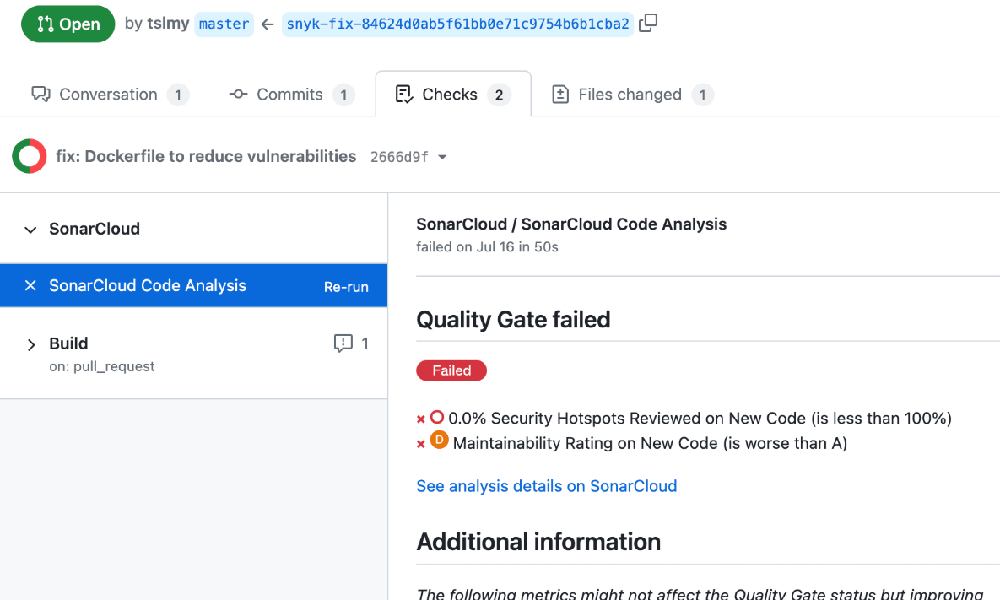 Open by tslmy master ← snyk-fix-84624d0ab5f61bb0e71c9754b6b1cba2
Conversation 1 Commits 1 Checks 2 Files changed 1
fix: Dockerfile to reduce vulnerabilities 2666d9f
SonarCloud
SonarCloud Code Analysis Re-run
Build 1
on: pull_request
SonarCloud / SonarCloud Code Analysis
failed on Jul 16 in 50s
Quality Gate failed
Failed
0.0% Security Hotspots Reviewed on New Code (is less than 100%)
D Maintainability Rating on New Code (is worse than A)
See analysis details on SonarCloud
Additional information
The following metrics might not affect the Quality Gate status but improving